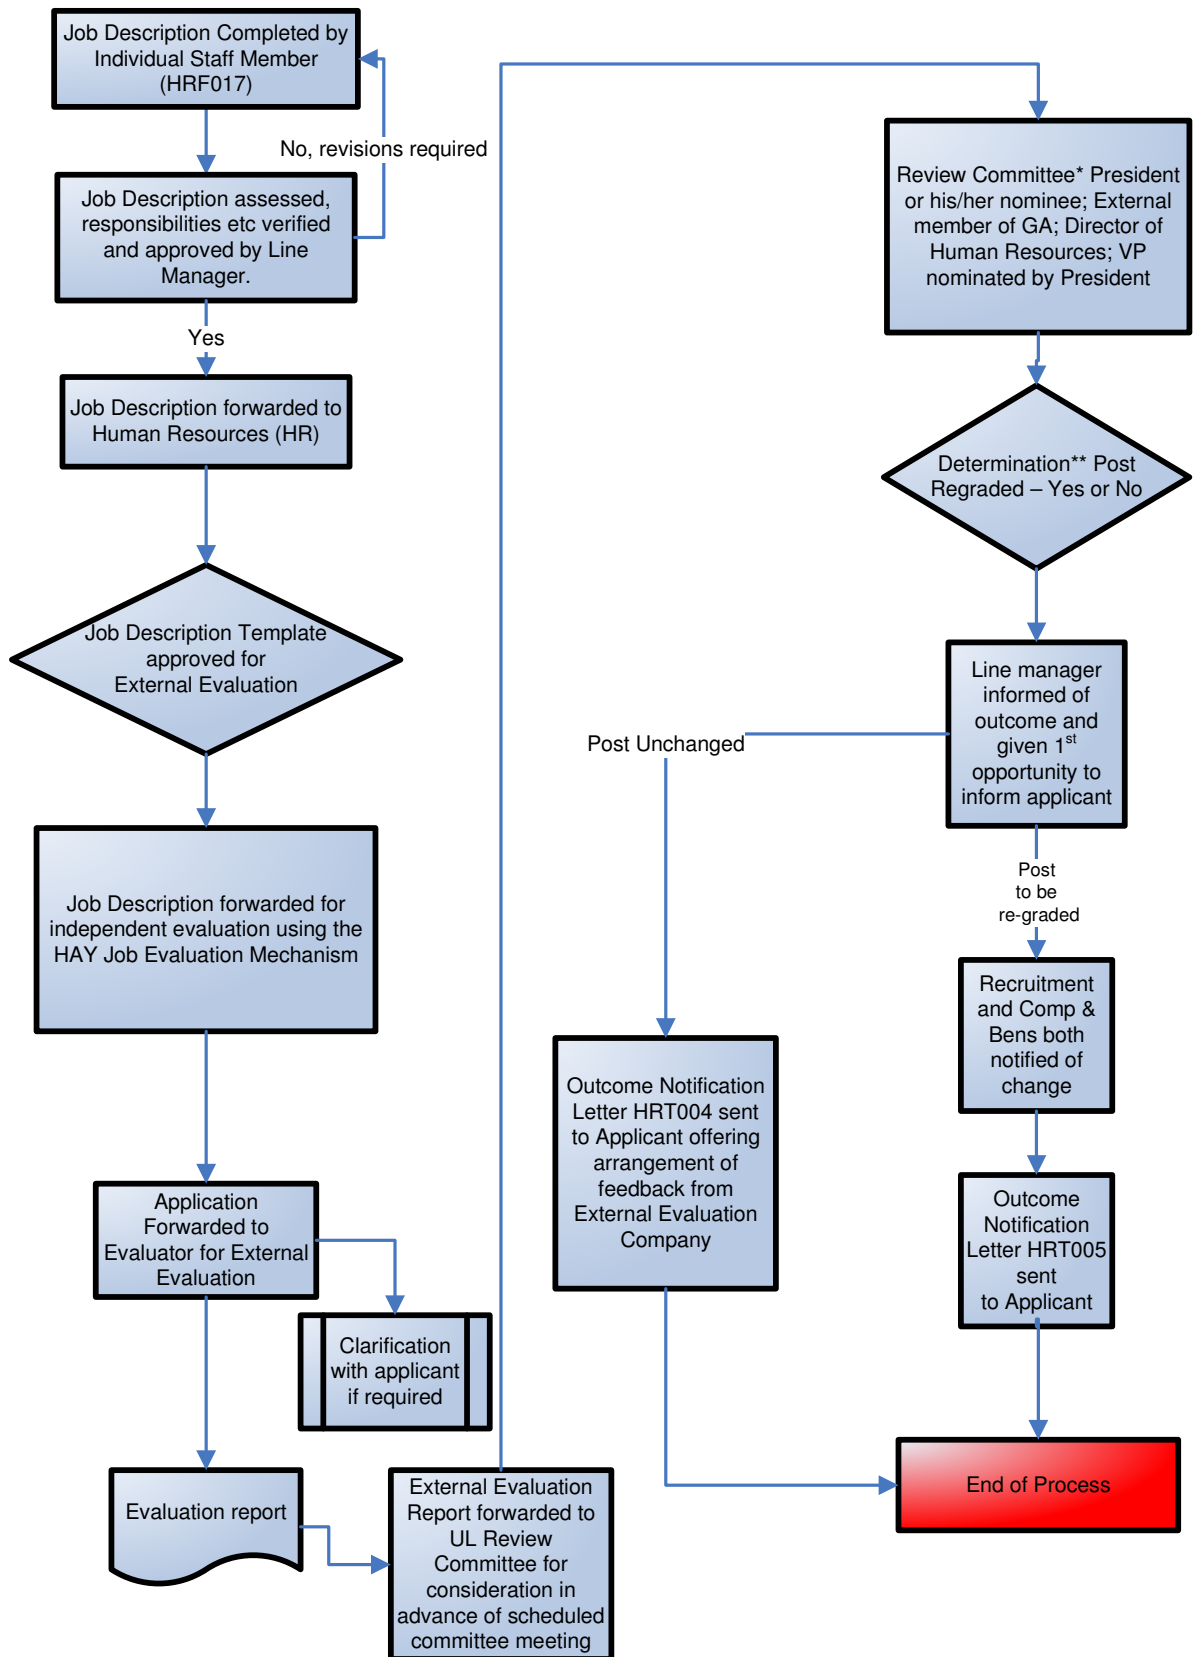 Job Description Completed by
Individual Staff Member
(HRF017)
No, revisions required
Job Description assessed,
responsibilities etc verified
and approved by Line
Manager.
Yes
Job Description forwarded to
Human Resources (HR)
Job Description Template
approved for
External Evaluation
Job Description forwarded for
independent evaluation using the
HAY Job Evaluation Mechanism
Application
Forwarded to
Evaluator for External
Evaluation
Clarification
with applicant
if required
Evaluation report
External Evaluation
Report forwarded to
UL Review
Committee for
consideration in
advance of scheduled
committee meeting
Review Committee* President
or his/her nominee; External
member of GA; Director of
Human Resources; VP
nominated by President
Determination** Post
Regraded – Yes or No
Line manager
informed of
outcome and
given 1st
opportunity to
inform applicant
Post Unchanged
Post
to be
re-graded
Outcome Notification
Letter HRT004 sent
to Applicant offering
arrangement of
feedback from
External Evaluation
Company
Recruitment
and Comp &
Bens both
notified of
change
Outcome
Notification
Letter HRT005
sent
to Applicant
End of Process